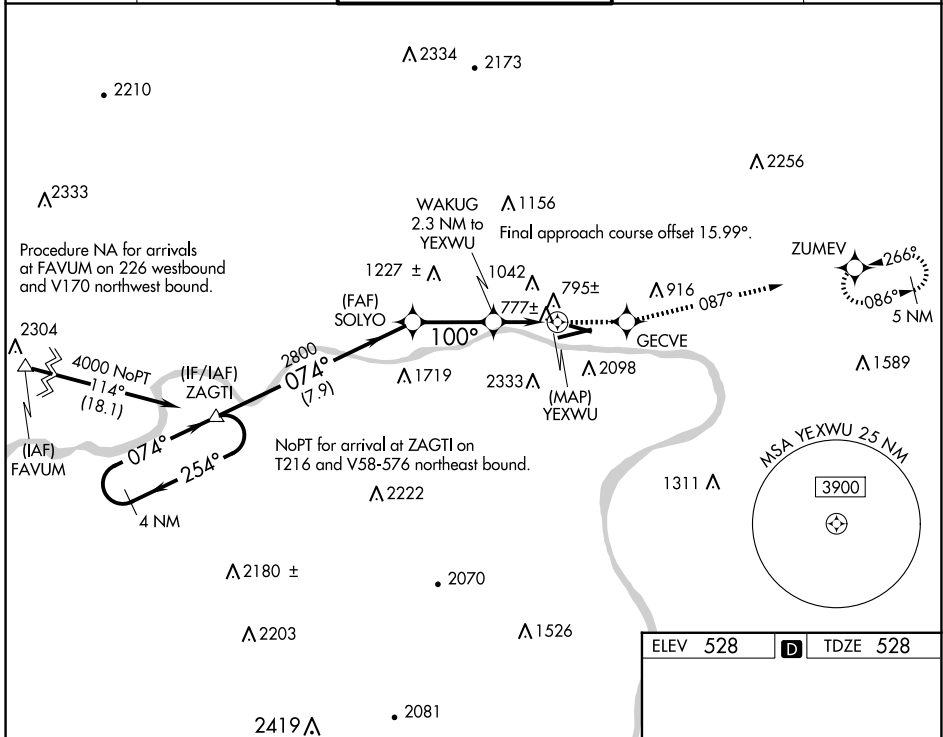 2334
2173
2210
2256
2333
WAKUG
2.3 NM to
YEXWU
1156
Final approach course offset 15.99°.
Procedure NA for arrivals
at FAVUM on 226 westbound
and V170 northwest bound.
ZUMEV
266°
086°
5 NM
1227 ±
1042
795±
777±
916
087°
(FAF)
SOLYO
100°
GECVE
2304
4000 NoPT
114°
(18.1)
(IF/IAF)
ZAGTI
2800
074°
(7.9)
1719
2333
2098
(MAP)
YEXWU
1589
(IAF)
FAVUM
074°
254°
4 NM
NoPT for arrival at ZAGTI on
T216 and V58-576 northeast bound.
2222
1311
MSA YEXWU 25 NM
3900
2180 ±
2070
2203
1526
ELEV 528
D
TDZE 528
2419
2081